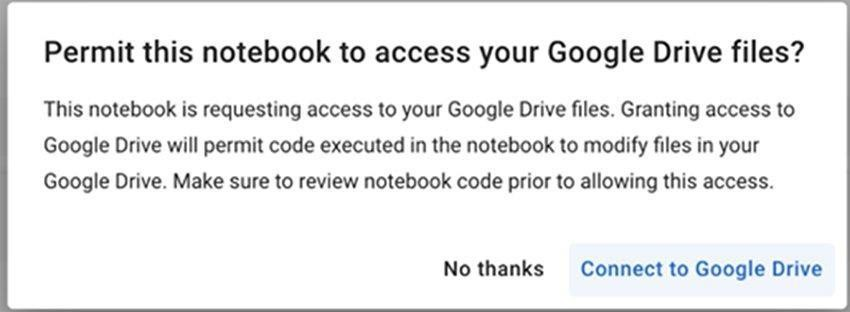 Permit this notebook to access your Google Drive files?
This notebook is requesting access to your Google Drive files. Granting access to
Google Drive will permit code executed in the notebook to modify files in your
Google Drive. Make sure to review notebook code prior to allowing this access.
No thanks
Connect to Google Drive